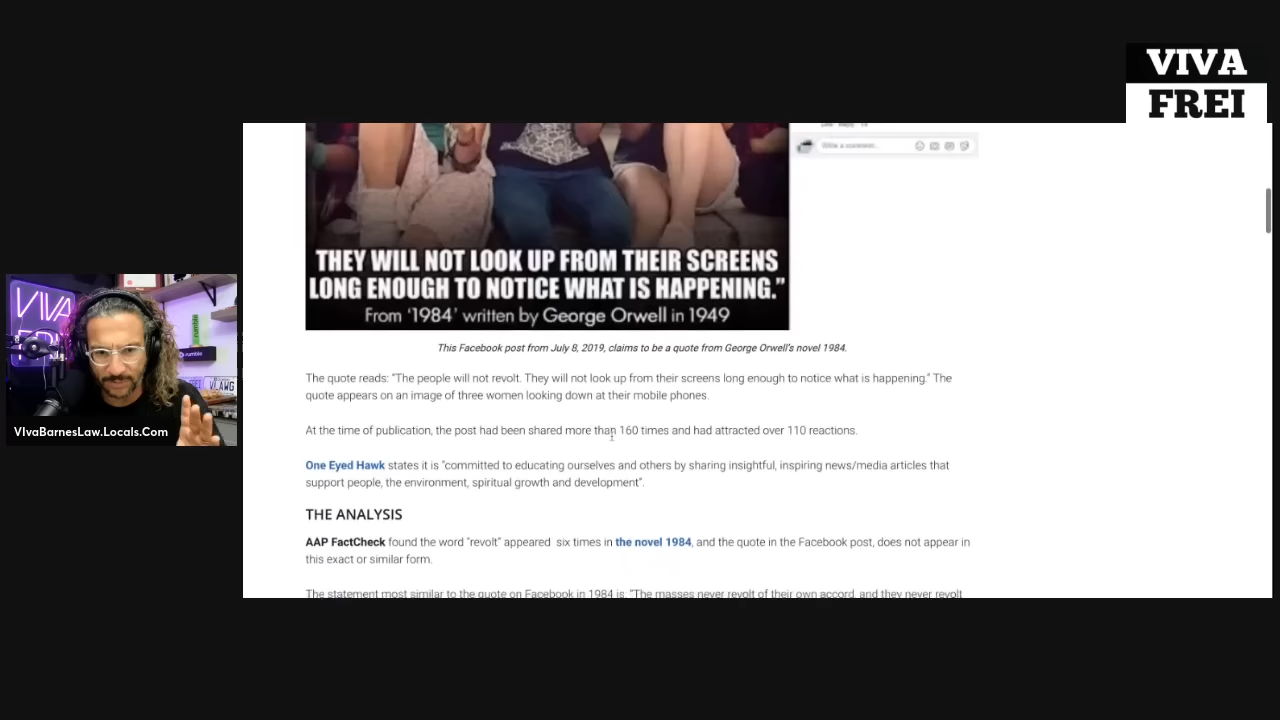 VIVA
FREI
Write a comment...
THEY WILL NOT LOOK UP FROM THEIR SCREENS
LONG ENOUGH TO NOTICE WHAT IS HAPPENING.”
From '1984' written by George Orwell in 1949
This Facebook post from July 8, 2019, claims to be a quote from George Orwell's novel 1984.
The quote reads: “The people will not revolt. They will not look up from their screens long enough to notice what is happening.” The
quote appears on an image of three women looking down at their mobile phones.
At the time of publication, the post had been shared more than 160 times and had attracted over 110 reactions.
One Eyed Hawk states it is “committed to educating ourselves and others by sharing insightful, inspiring news/media articles that
support people, the environment, spiritual growth and development”.
THE ANALYSIS
AAP FactCheck found the word “revolt” appeared six times in the novel 1984, and the quote in the Facebook post, does not appear in
this exact or similar form.
The statement most similar to the quote on Facebook in 1984 is: “The masses never revolt of their own accord, and they never revolt
VIVA
FREI
rumble
rumble
VLAWG
VIvaBarnesLaw.Locals.Com